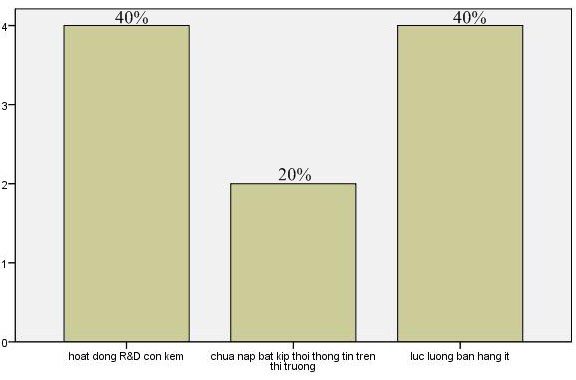 40%
40%
20%
4
3
2
1
0
hoat dong R&D con kem
chua nap bat kip thoi thong tin tren
thi truong
luc luong ban hang it